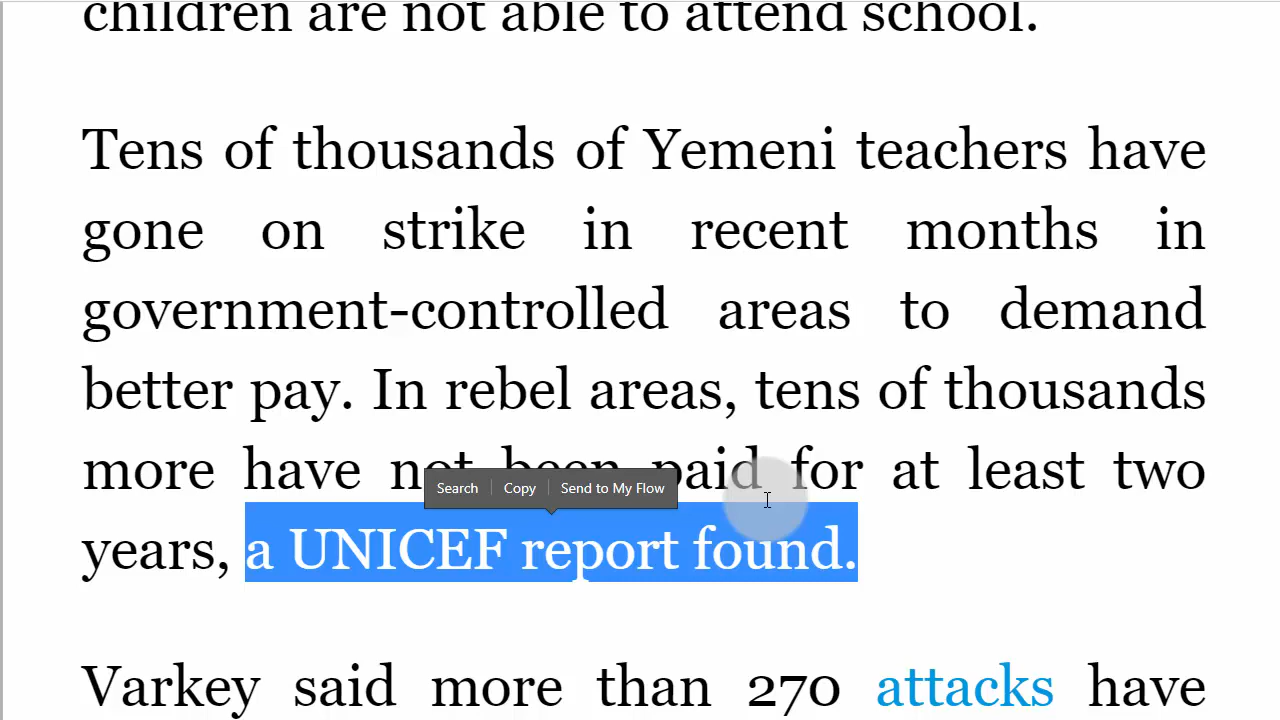 children are not able to attend school.
Tens of thousands of Yemeni teachers have
gone on strike in recent months in
government-controlled areas to demand
better pay. In rebel areas, tens of thousands
more have not been paid for at least two
Search Copy Send to My Flow
years, a UNICEF report found.
Varkey said more than 270 attacks have